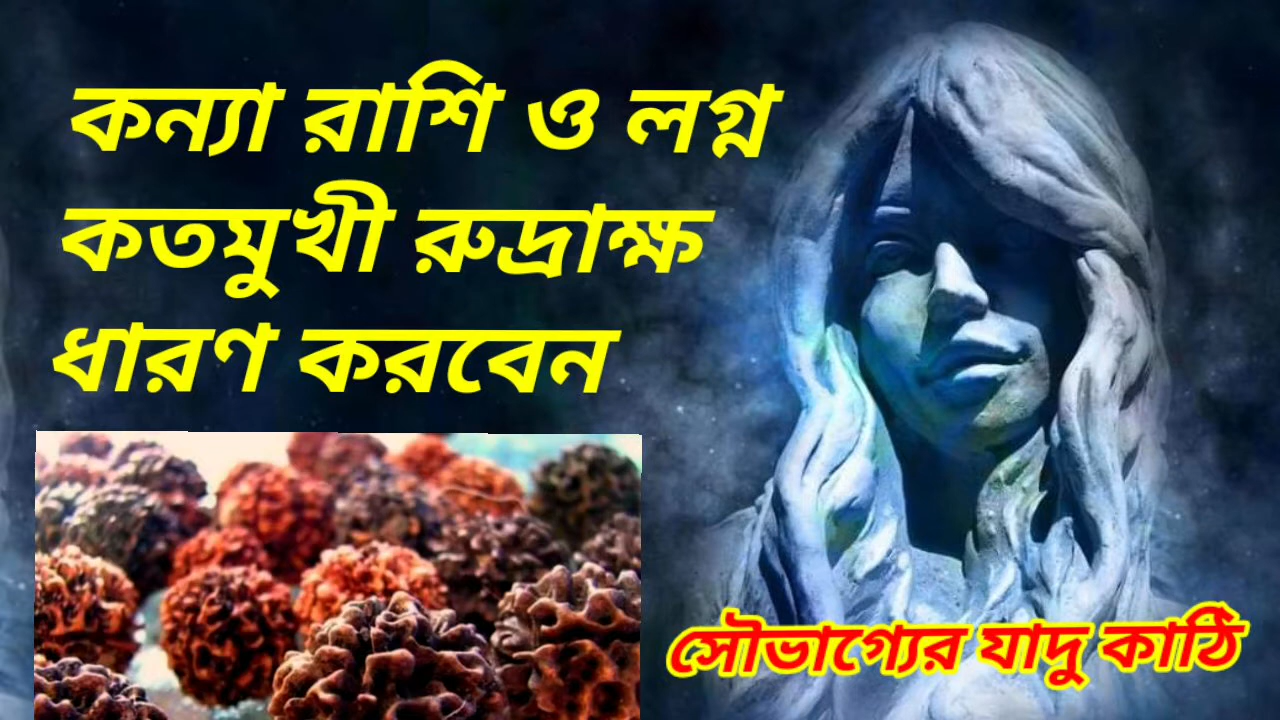 কন্যা রাশি ও লগ্ন
কতমুখী রুদ্রাক্ষ
ধারণ করবেন
সৌভাগ্যের যাদু কাঠি